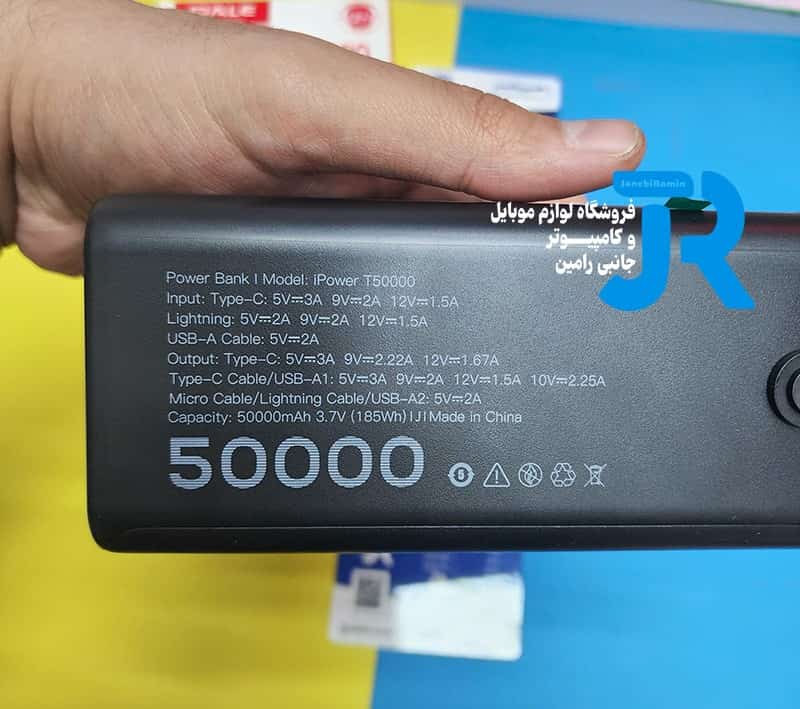 JanebiRamin
JR
فروشگاه لوازم موبایل
و کامپیوتر
جانبی رامین
Power Bank I Model: iPower T50000
Input: Type-C: 5V⎓3A 9V⎓2A 12V⎓1.5A
Lightning: 5V⎓2A 9V⎓2A 12V⎓1.5A
USB-A Cable: 5V⎓2A
Output: Type-C: 5V⎓3A 9V⎓2.22A 12V⎓1.67A
Type-C Cable/USB-A1: 5V⎓3A 9V⎓2A 12V⎓1.5A 10V⎓2.25A
Micro Cable/Lightning Cable/USB-A2: 5V⎓2A
Capacity: 50000mAh 3.7V (185Wh)IJI Made in China
50000